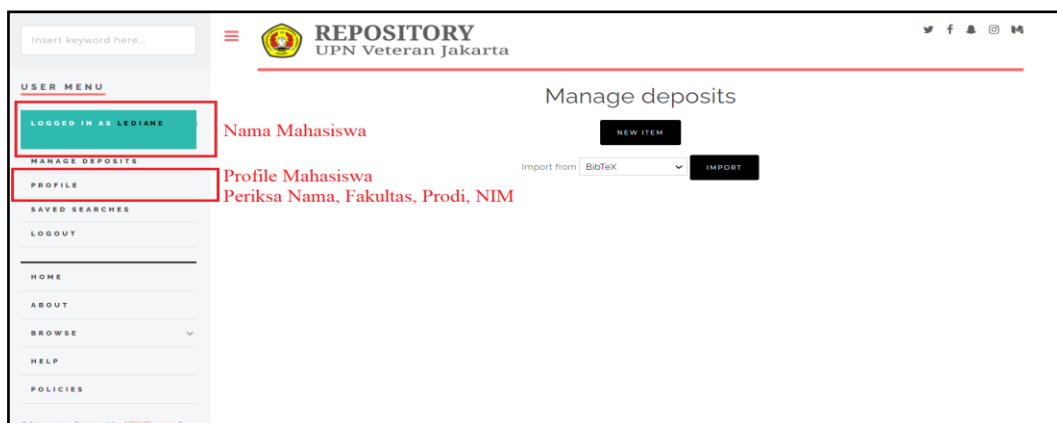 Insert keyword here...
REPOSITORY
UPN Veteran Jakarta
USER MENU
LOGGED IN AS LEDIANE
Nama Mahasiswa
MANAGE DEPOSITS
PROFILE
Profile Mahasiswa
Periksa Nama, Fakultas, Prodi, NIM
SAVED SEARCHES
LOGOUT
HOME
ABOUT
BROWSE
HELP
POLICIES
Manage deposits
NEW ITEM
Import from BibTeX IMPORT